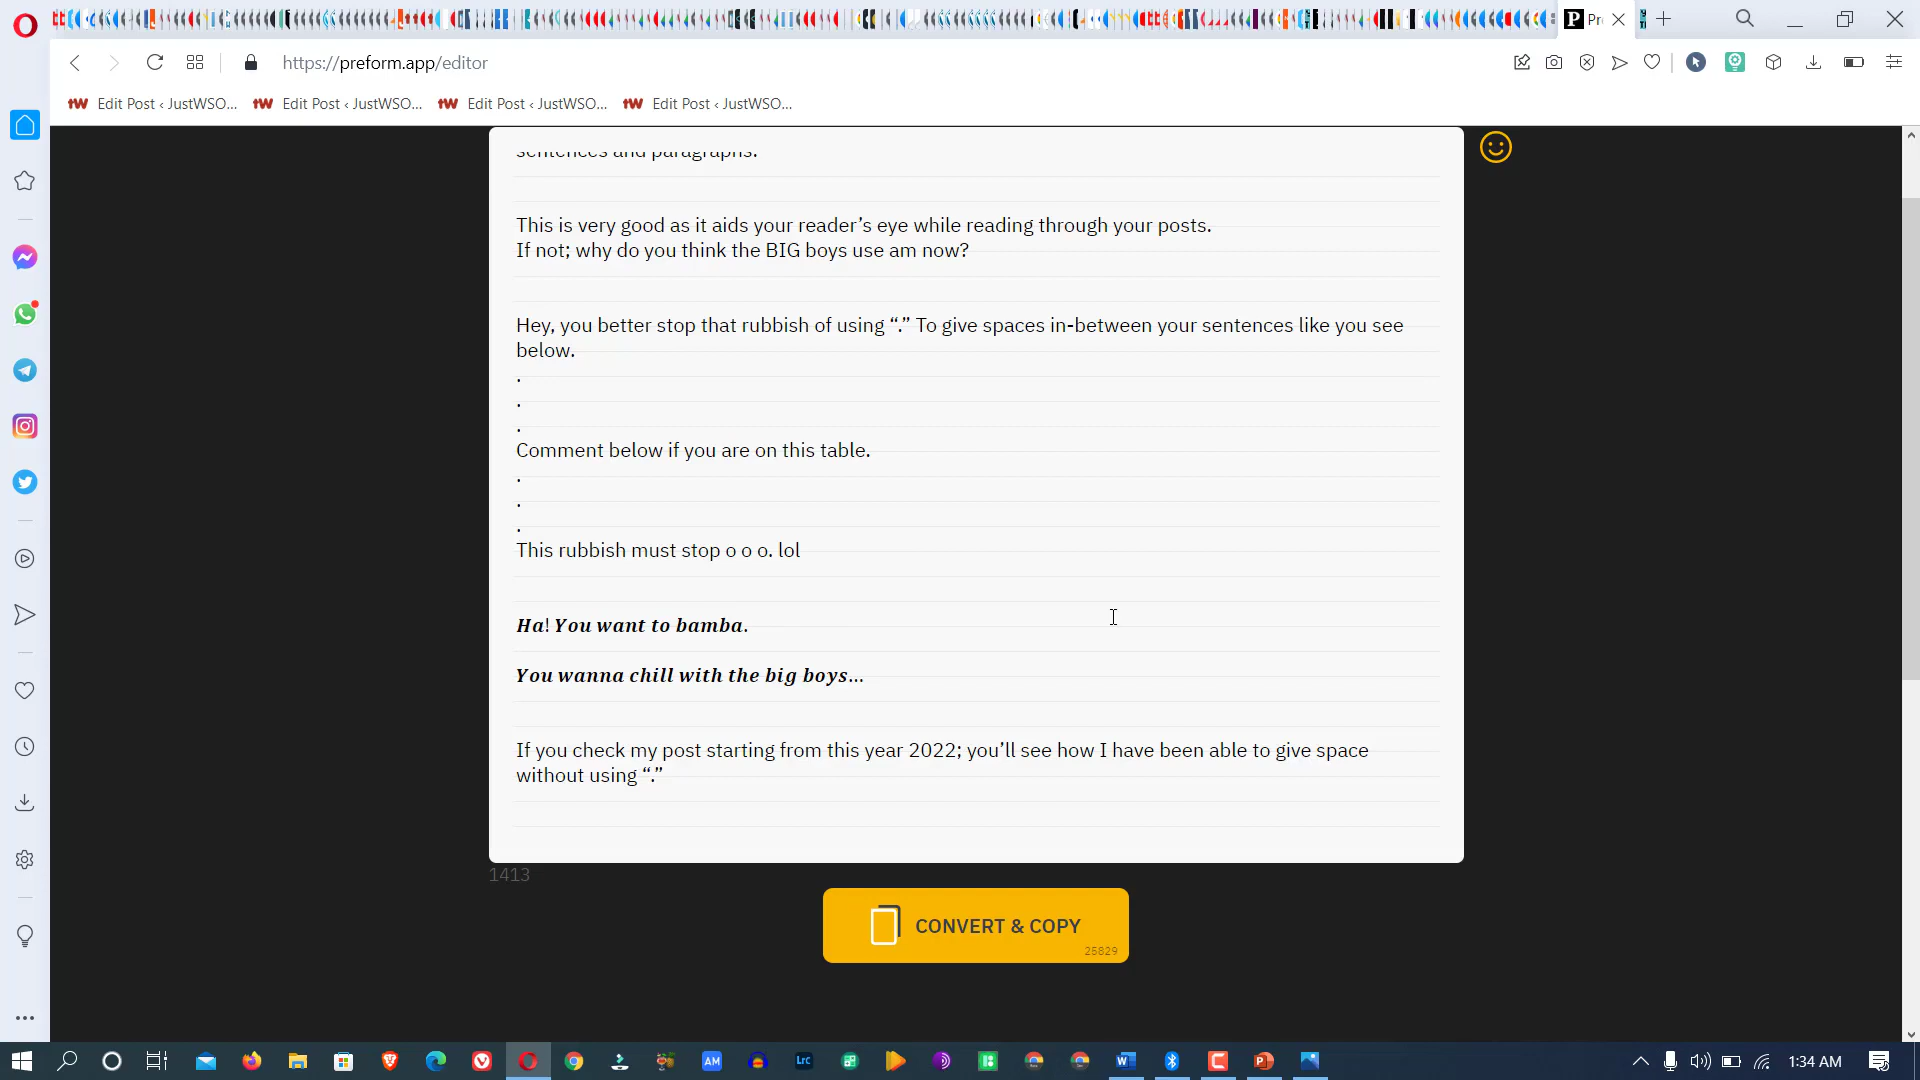 Pr
https://preform.app/editor
Edit Post ‹ JustWSO...
Edit Post ‹ JustWSO...
Edit Post ‹ JustWSO...
Edit Post ‹ JustWSO...
sentences and paragraphs.
This is very good as it aids your reader’s eye while reading through your posts.
If not; why do you think the BIG boys use am now?
Hey, you better stop that rubbish of using “.” To give spaces in-between your sentences like you see
below.
.
.
.
Comment below if you are on this table.
.
.
.
This rubbish must stop o o o. lol
Ha! You want to bamba.
You wanna chill with the big boys...
If you check my post starting from this year 2022; you’ll see how I have been able to give space
without using “.”
1413
CONVERT & COPY
25829
AM
Lrc
1:34 AM